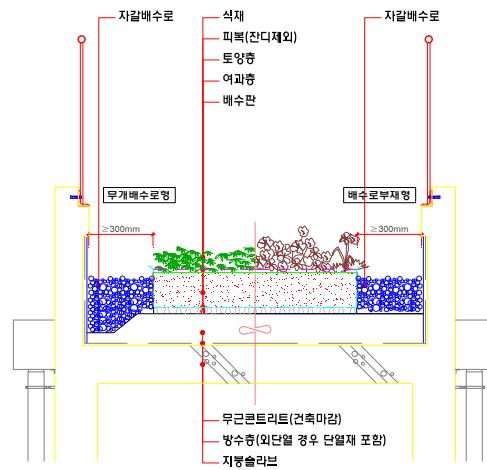 자갈배수로
식재
자갈배수로
피복(잔디제외)
토양층
여과층
배수판
무개배수로형
배수로부재형
≥300mm
≥300mm
무근콘트리트(건축마감)
방수층(외단열 경우 단열재 포함)
지붕슬라브